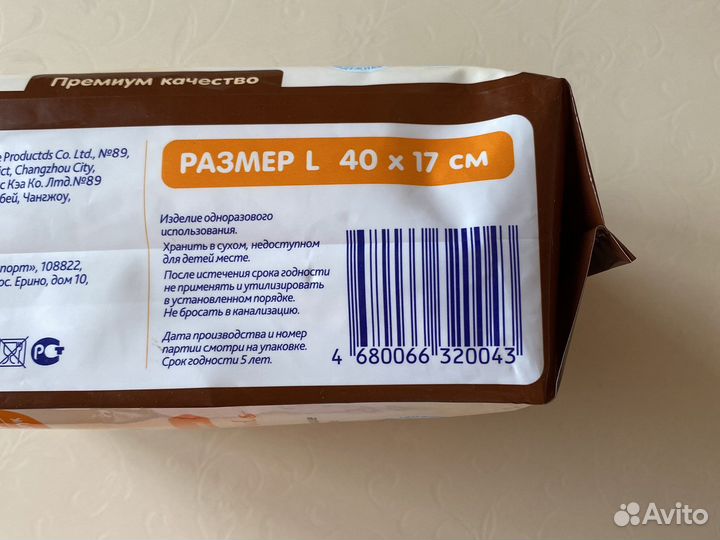 Премиум качество
e Productds Co. Ltd., №89,
ict, Changzhou City,
с Кэа Ко. Лтд.№89
бей, Чангжоу,
порт», 108822,
ос. Ерино, дом 10,
РСТ
РАЗМЕР L 40 x 17 см
Изделие одноразового
использования.
Хранить в сухом, недоступном
для детей месте.
После истечения срока годности
не применять и утилизировать
в установленном порядке.
Не бросать в канализацию.
Дата производства и номер
партии смотри на упаковке.
Срок годности 5 лет.
4 680066 320043
Avito